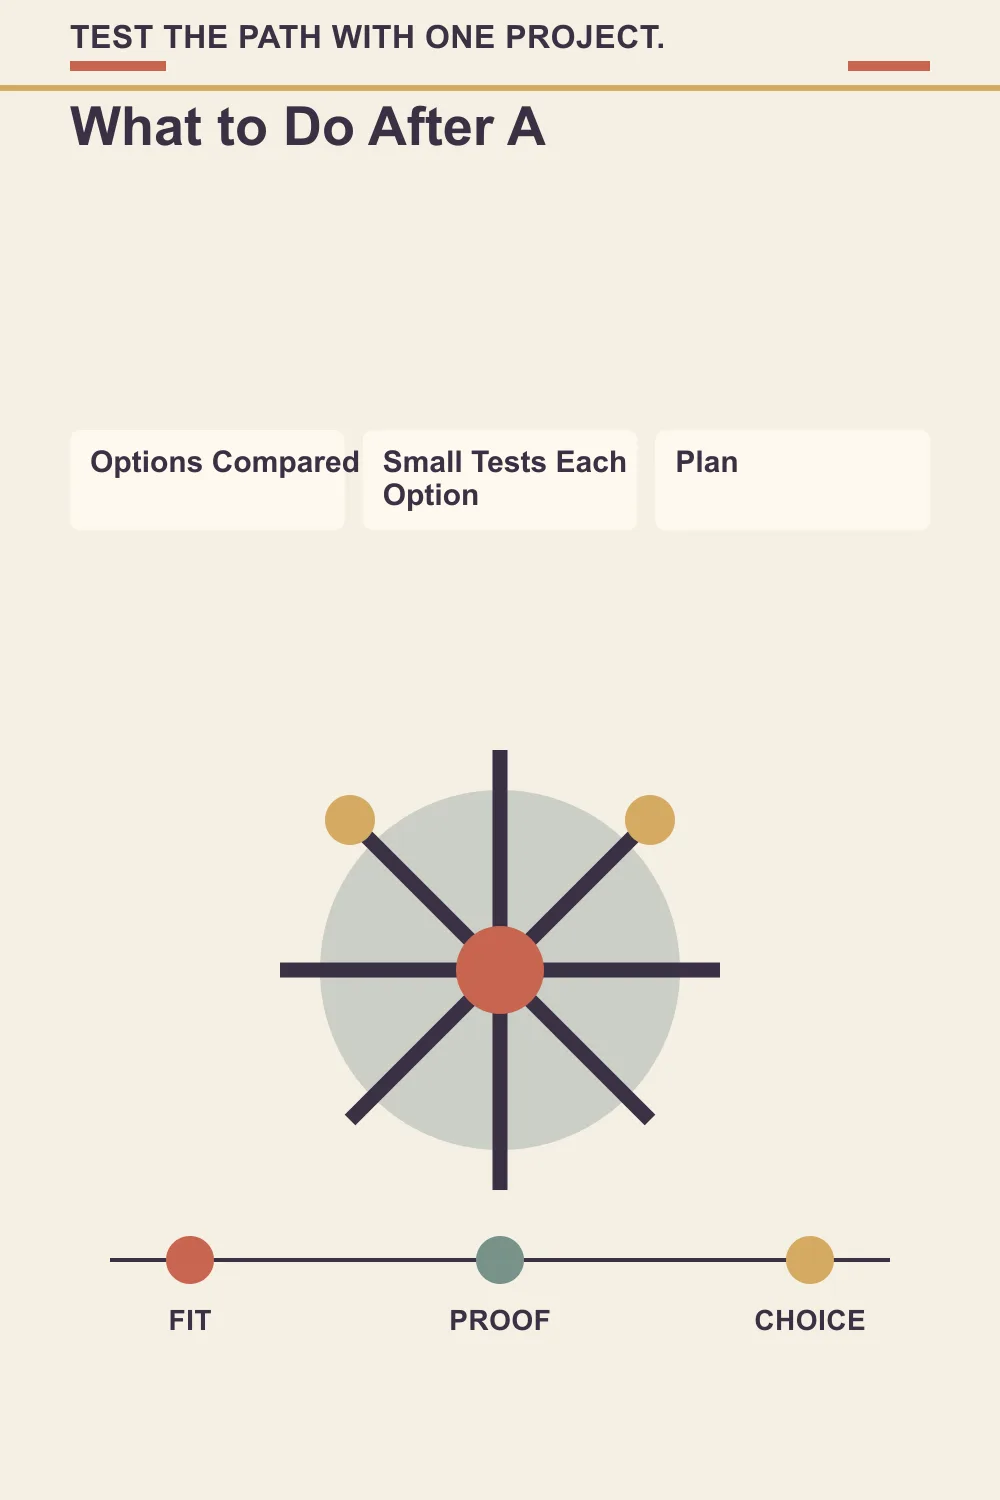 TEST THE PATH WITH ONE PROJECT.
What to Do After A
Options Compared
Small Tests Each
Option
Plan
FIT
PROOF
CHOICE